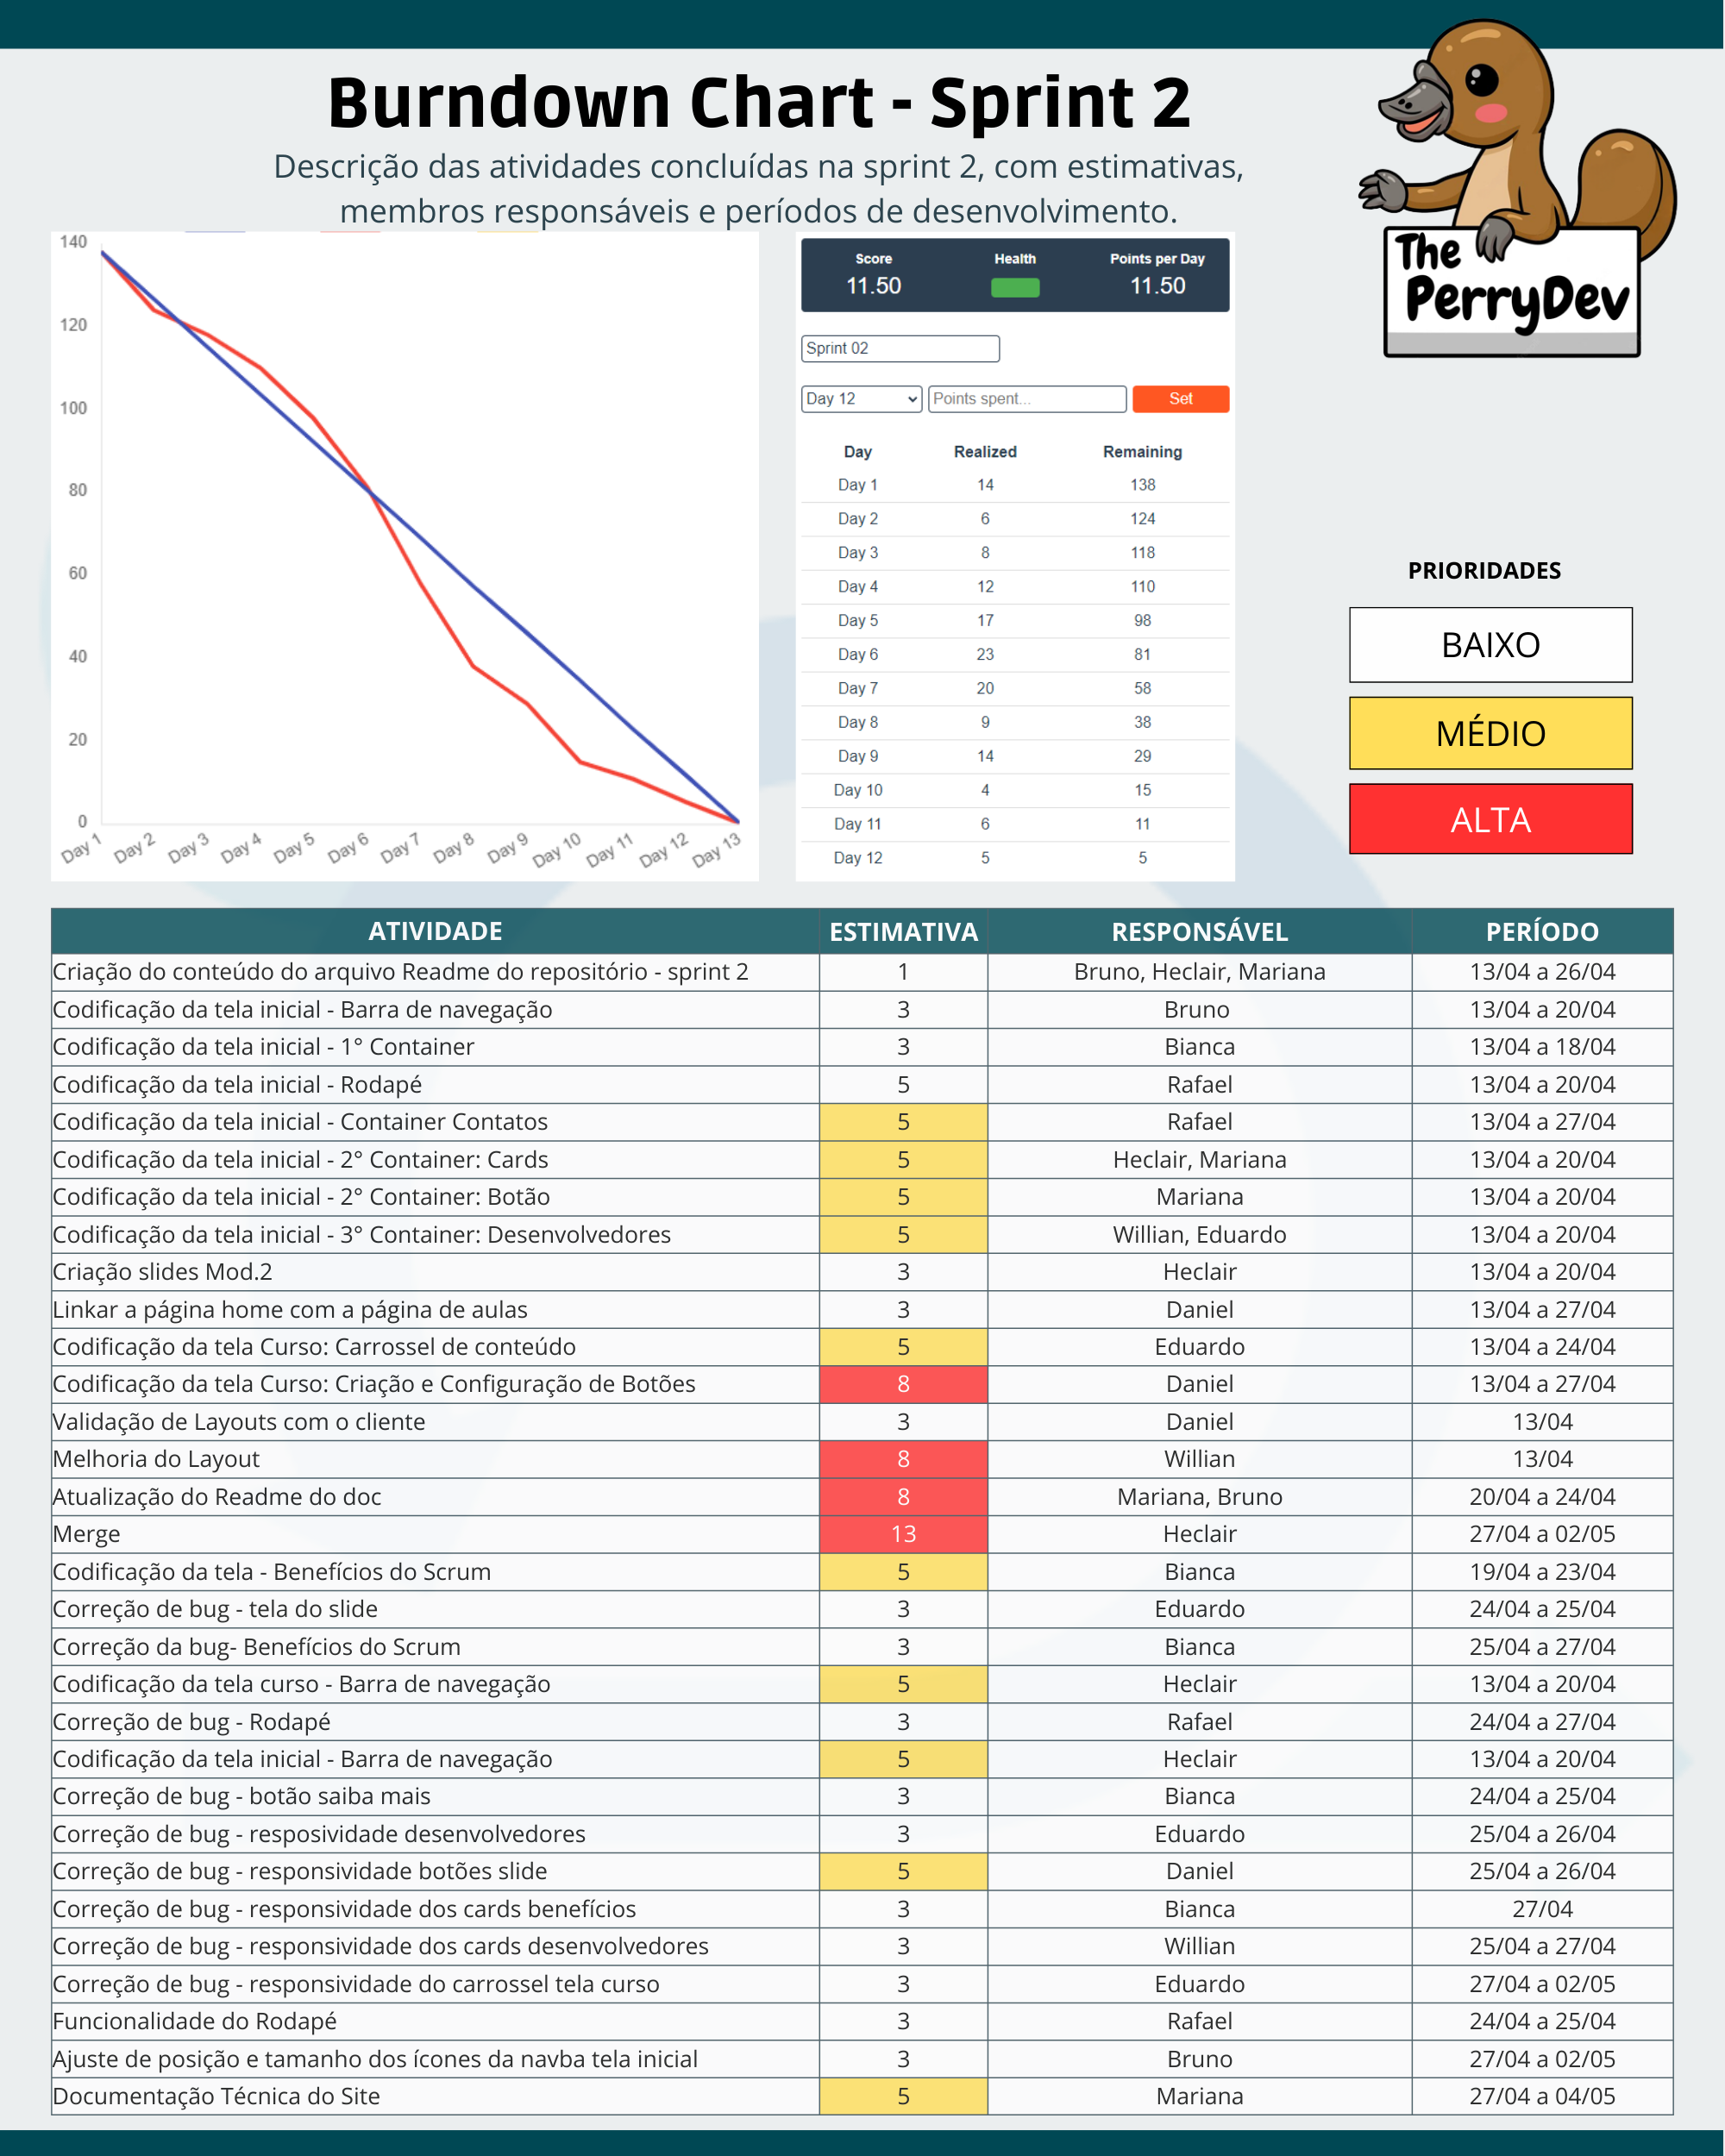 Burndown Chart - Sprint 2
Descrição das atividades concluídas na sprint 2, com estimativas,
membros responsáveis e períodos de desenvolvimento.
The
PerryDev
140
120
100
80
60
40
20
0
Day 1 Day 2 Day 3 Day 4 Day 5 Day 6 Day 7 Day 8 Day 9 Day 10 Day 11 Day 12 Day 13
Score Health Points per Day
11.50 11.50
Sprint 02
Day 12 Points spent... Set
Day Realized Remaining
Day 1 14 138
Day 2 6 124
Day 3 8 118
Day 4 12 110
Day 5 17 98
Day 6 23 81
Day 7 20 58
Day 8 9 38
Day 9 14 29
Day 10 4 15
Day 11 6 11
Day 12 5 5
PRIORIDADES
BAIXO
MÉDIO
ALTA
ATIVIDADE ESTIMATIVA RESPONSÁVEL PERÍODO
Criação do conteúdo do arquivo Readme do repositório - sprint 2 1 Bruno, Heclair, Mariana 13/04 a 26/04
Codificação da tela inicial - Barra de navegação 3 Bruno 13/04 a 20/04
Codificação da tela inicial - 1° Container 3 Bianca 13/04 a 18/04
Codificação da tela inicial - Rodapé 5 Rafael 13/04 a 20/04
Codificação da tela inicial - Container Contatos 5 Rafael 13/04 a 27/04
Codificação da tela inicial - 2° Container: Cards 5 Heclair, Mariana 13/04 a 20/04
Codificação da tela inicial - 2° Container: Botão 5 Mariana 13/04 a 20/04
Codificação da tela inicial - 3° Container: Desenvolvedores 5 Willian, Eduardo 13/04 a 20/04
Criação slides Mod.2 3 Heclair 13/04 a 20/04
Linkar a página home com a página de aulas 3 Daniel 13/04 a 27/04
Codificação da tela Curso: Carrossel de conteúdo 5 Eduardo 13/04 a 24/04
Codificação da tela Curso: Criação e Configuração de Botões 8 Daniel 13/04 a 27/04
Validação de Layouts com o cliente 3 Daniel 13/04
Melhoria do Layout 8 Willian 13/04
Atualização do Readme do doc 8 Mariana, Bruno 20/04 a 24/04
Merge 13 Heclair 27/04 a 02/05
Codificação da tela - Benefícios do Scrum 5 Bianca 19/04 a 23/04
Correção de bug - tela do slide 3 Eduardo 24/04 a 25/04
Correção da bug- Benefícios do Scrum 3 Bianca 25/04 a 27/04
Codificação da tela curso - Barra de navegação 5 Heclair 13/04 a 20/04
Correção de bug - Rodapé 3 Rafael 24/04 a 27/04
Codificação da tela inicial - Barra de navegação 5 Heclair 13/04 a 20/04
Correção de bug - botão saiba mais 3 Bianca 24/04 a 25/04
Correção de bug - resposividade desenvolvedores 3 Eduardo 25/04 a 26/04
Correção de bug - responsividade botões slide 5 Daniel 25/04 a 26/04
Correção de bug - responsividade dos cards benefícios 3 Bianca 27/04
Correção de bug - responsividade dos cards desenvolvedores 3 Willian 25/04 a 27/04
Correção de bug - responsividade do carrossel tela curso 3 Eduardo 27/04 a 02/05
Funcionalidade do Rodapé 3 Rafael 24/04 a 25/04
Ajuste de posição e tamanho dos ícones da navba tela inicial 3 Bruno 27/04 a 02/05
Documentação Técnica do Site 5 Mariana 27/04 a 04/05